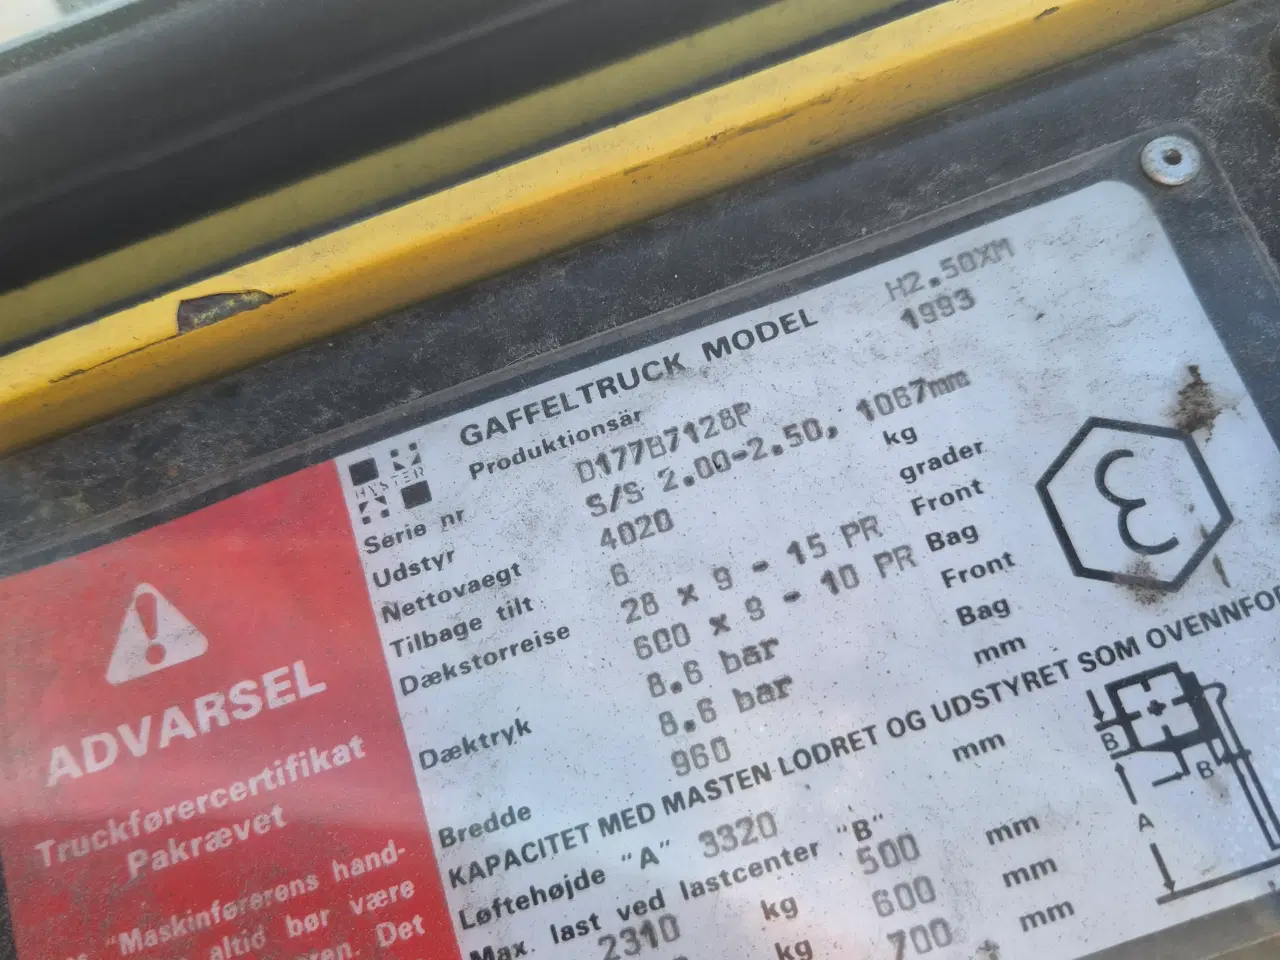 GAFFELTRUCK MODEL H2.50XM
Produktionsär 1993
HYSTER
Serie nr D177B7128P
Udstyr S/S 2.00-2.50, 1067mm
Nettovaegt 4020 kg
Tilbage tilt 6 grader
Dækstorreise 28 x 9 - 15 PR Front
600 x 9 - 10 PR Bag
Dæktryk 8.6 bar Front
8.6 bar Bag
Bredde 960 mm
KAPACITET MED MASTEN LODRET OG UDSTYRET SOM
Løftehøjde "A" 3320 mm
Max. last ved lastcenter "B"
2310 kg 500 mm
kg 600 mm
700 mm
B
B
A
ADVARSEL
Truckførercertifikat
Pakrævet
"Maskinførerens hand-
altid bør være
Det